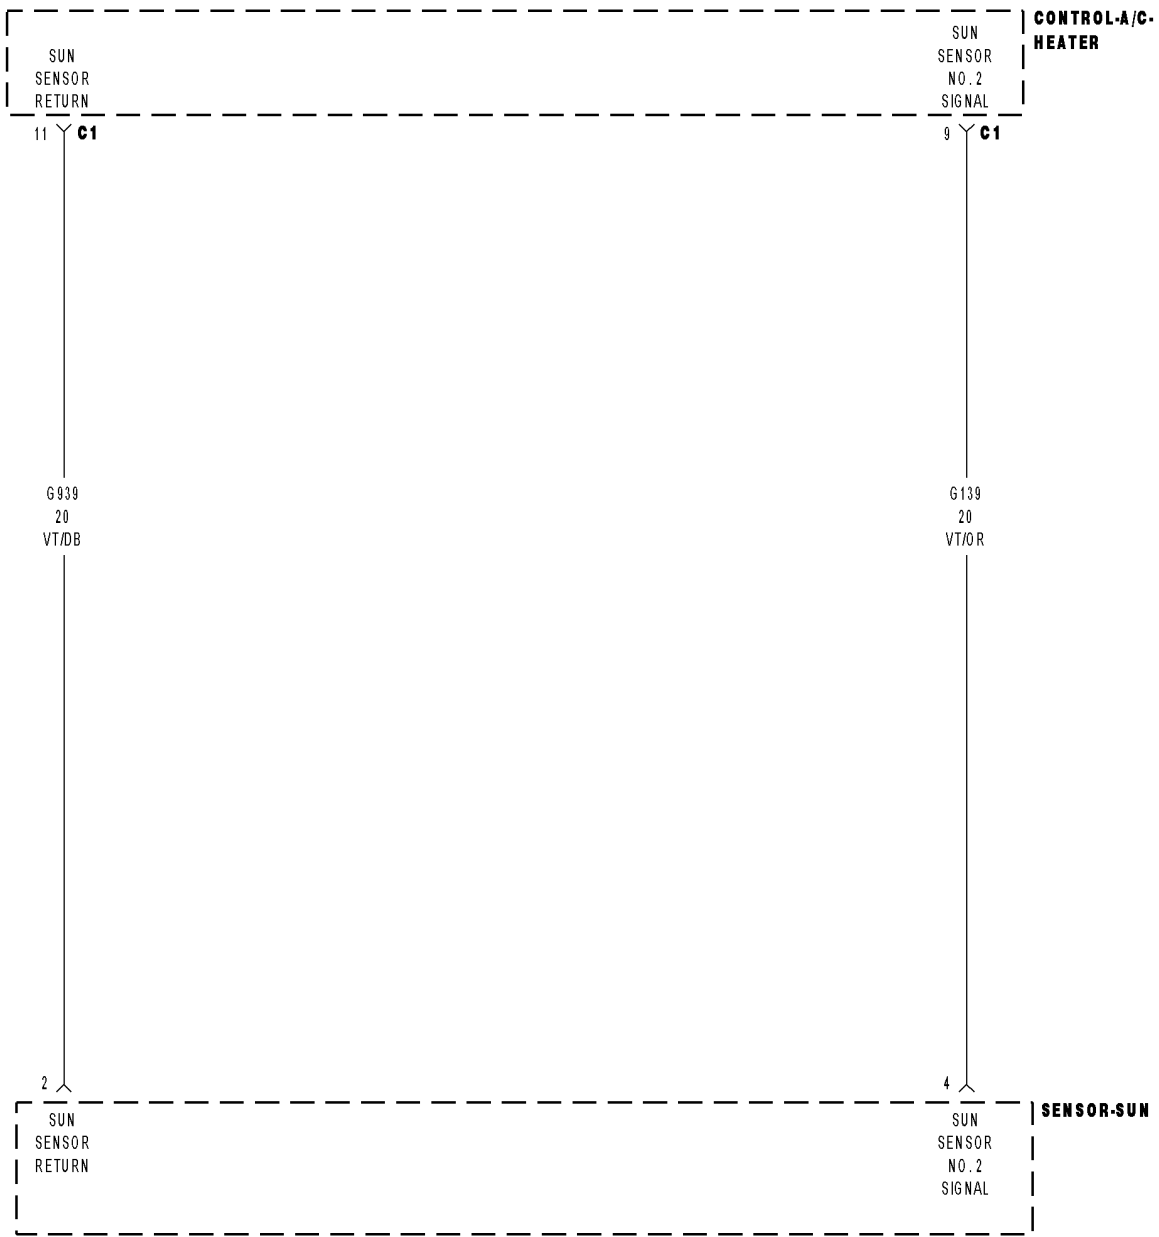 CONTROL-A/C-
HEATER
SUN
SENSOR
RETURN
SUN
SENSOR
NO.2
SIGNAL
11
C1
9
C1
G939
20
VT/DB
G139
20
VT/OR
2
4
SENSOR-SUN
SUN
SENSOR
RETURN
SUN
SENSOR
NO.2
SIGNAL